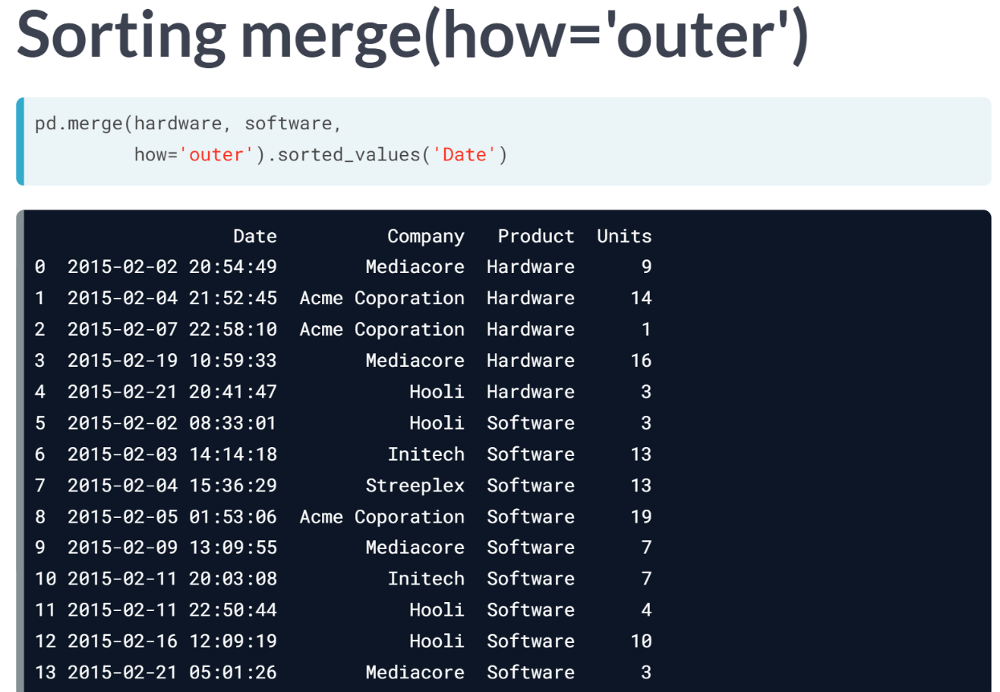 Sorting merge(how='outer')
pd.merge(hardware, software,
how='outer').sorted_values('Date')
Date Company Product Units
0 2015-02-02 20:54:49 Mediacore Hardware 9
1 2015-02-04 21:52:45 Acme Coporation Hardware 14
2 2015-02-07 22:58:10 Acme Coporation Hardware 1
3 2015-02-19 10:59:33 Mediacore Hardware 16
4 2015-02-21 20:41:47 Hooli Hardware 3
5 2015-02-02 08:33:01 Hooli Software 3
6 2015-02-03 14:14:18 Initech Software 13
7 2015-02-04 15:36:29 Streeplex Software 13
8 2015-02-05 01:53:06 Acme Coporation Software 19
9 2015-02-09 13:09:55 Mediacore Software 7
10 2015-02-11 20:03:08 Initech Software 7
11 2015-02-11 22:50:44 Hooli Software 4
12 2015-02-16 12:09:19 Hooli Software 10
13 2015-02-21 05:01:26 Mediacore Software 3